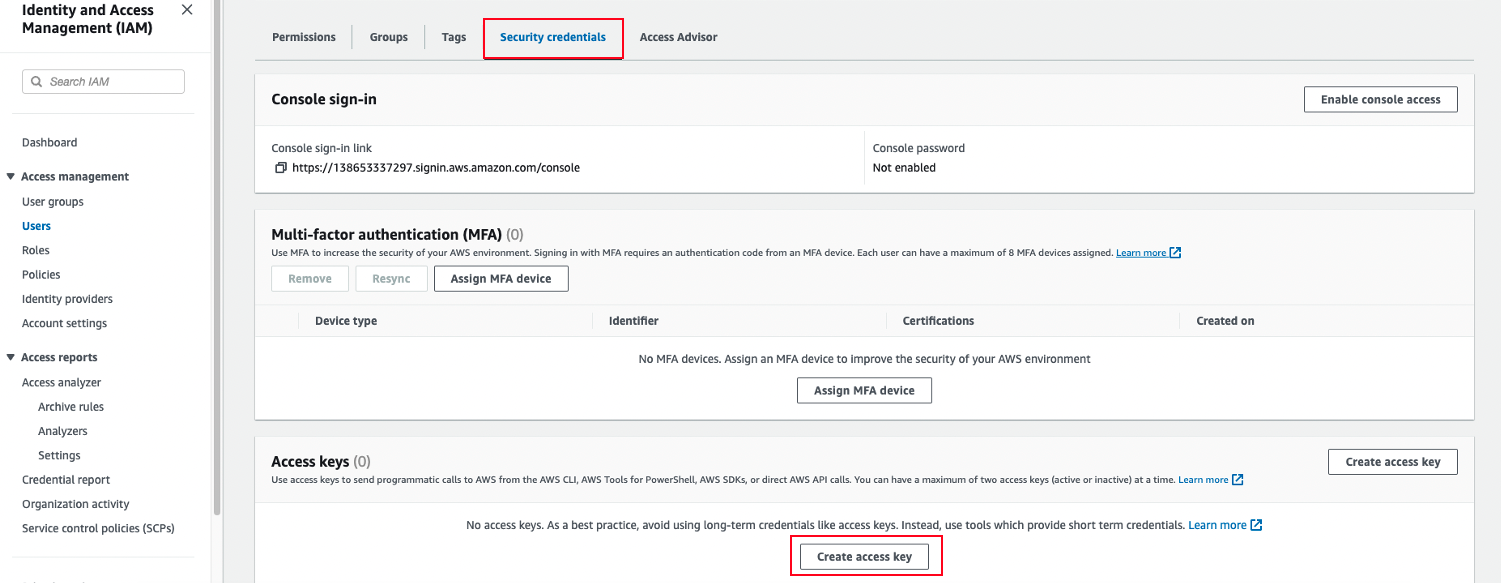 Identity and Access
Management (IAM)
Search IAM
Dashboard
Access management
User groups
Users
Roles
Policies
Identity providers
Account settings
Access reports
Access analyzer
Archive rules
Analyzers
Settings
Credential report
Organization activity
Service control policies (SCPs)
Permissions
Groups
Tags
Security credentials
Access Advisor
Console sign-in
Enable console access
Console sign-in link
https://138653337297.signin.aws.amazon.com/console
Console password
Not enabled
Multi-factor authentication (MFA) (0)
Use MFA to increase the security of your AWS environment. Signing in with MFA requires an authentication code from an MFA device. Each user can have a maximum of 8 MFA devices assigned. Learn more
Remove
Resync
Assign MFA device
Device type
Identifier
Certifications
Created on
No MFA devices. Assign an MFA device to improve the security of your AWS environment
Assign MFA device
Access keys (0)
Create access key
Use access keys to send programmatic calls to AWS from the AWS CLI, AWS Tools for PowerShell, AWS SDKs, or direct AWS API calls. You can have a maximum of two access keys (active or inactive) at a time. Learn more
No access keys. As a best practice, avoid using long-term credentials like access keys. Instead, use tools which provide short term credentials. Learn more
Create access key